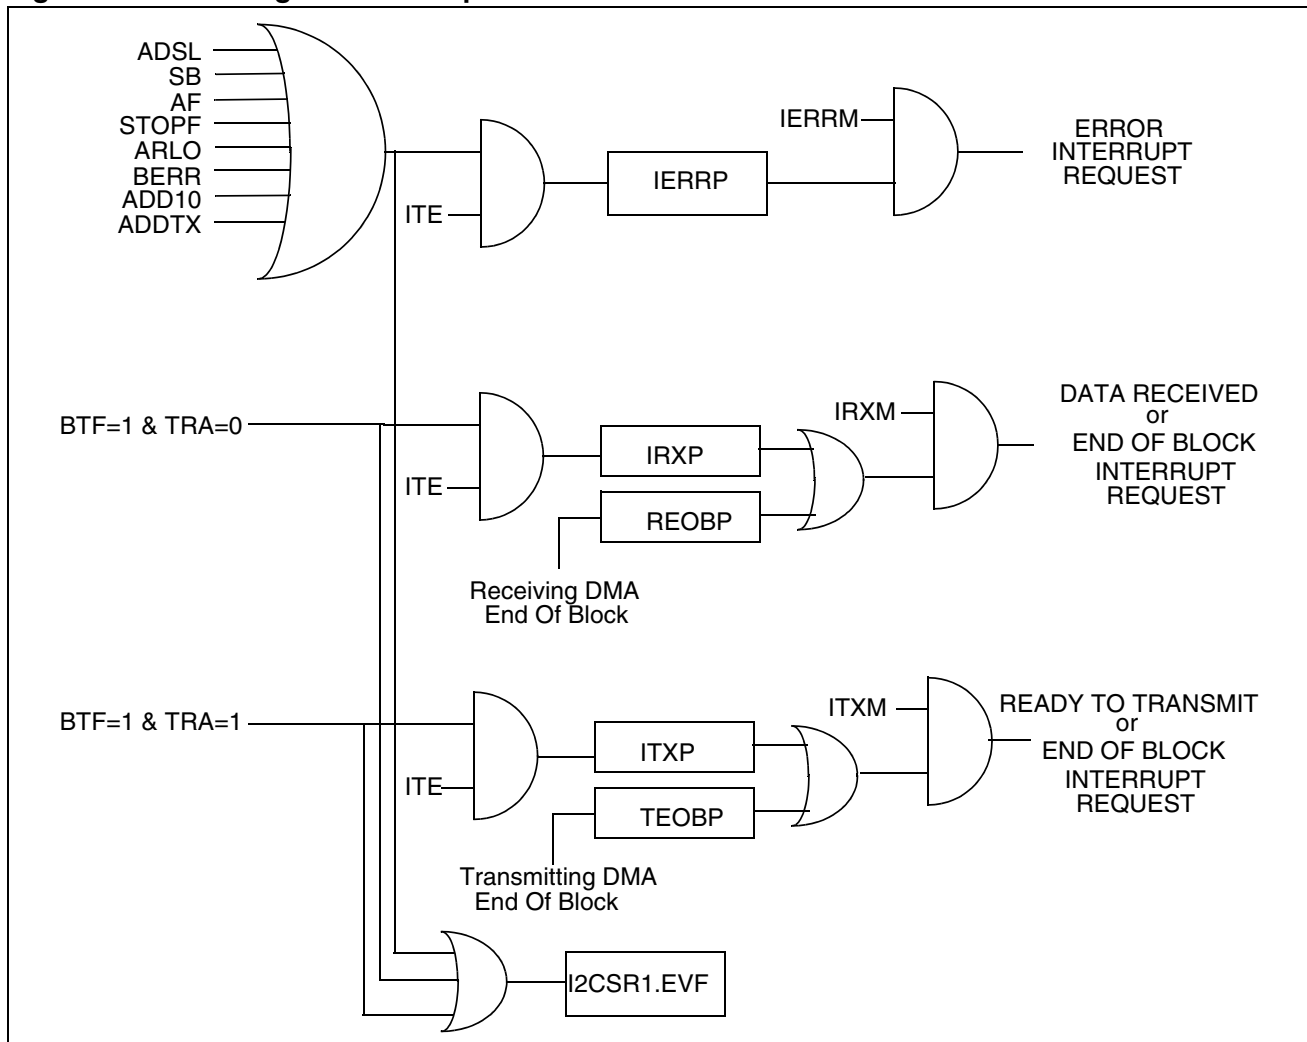 ADSL
SB
AF
STOPF
ARLO
BERR
ADD10
ADDTX
ITE
IERRP
IERRM
ERROR
INTERRUPT
REQUEST
BTF=1 & TRA=0
ITE
IRXP
REOBP
Receiving DMA
End Of Block
IRXM
DATA RECEIVED
or
END OF BLOCK
INTERRUPT
REQUEST
BTF=1 & TRA=1
ITE
ITXP
TEOBP
Transmitting DMA
End Of Block
ITXM
READY TO TRANSMIT
or
END OF BLOCK
INTERRUPT
REQUEST
I2CSR1.EVF